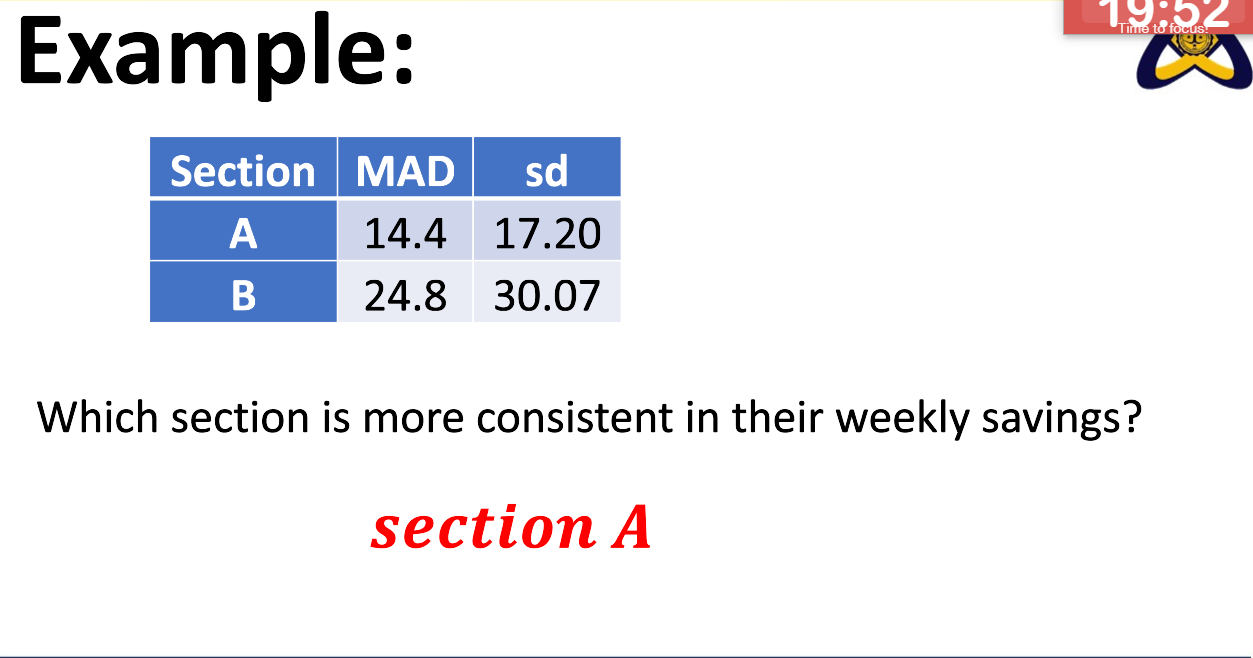 19:52
Time to focus!
Example:
Section MAD sd
A 14.4 17.20
B 24.8 30.07
Which section is more consistent in their weekly savings?
section A